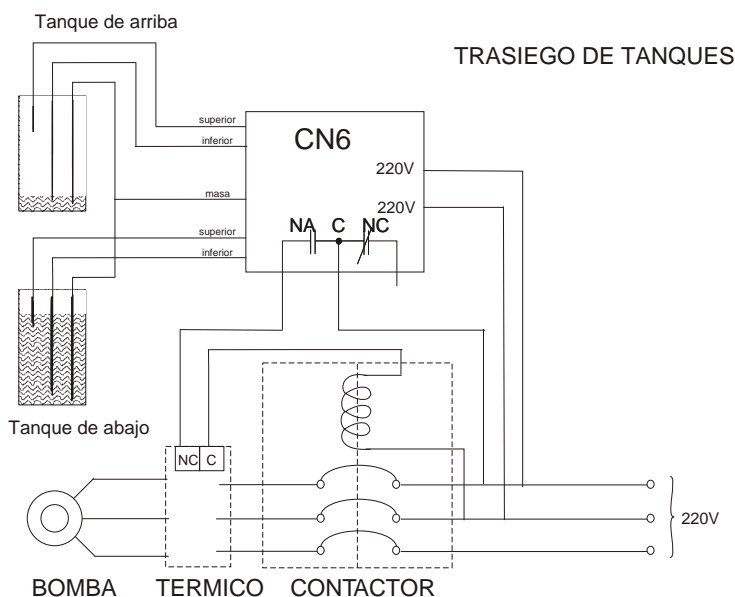 Tanque de arriba
TRASIEGO DE TANQUES
superior
inferior
CN6
220V
masa
220V
NA C NC
superior
inferior
Tanque de abajo
NC C
220V
BOMBA TERMICO CONTACTOR